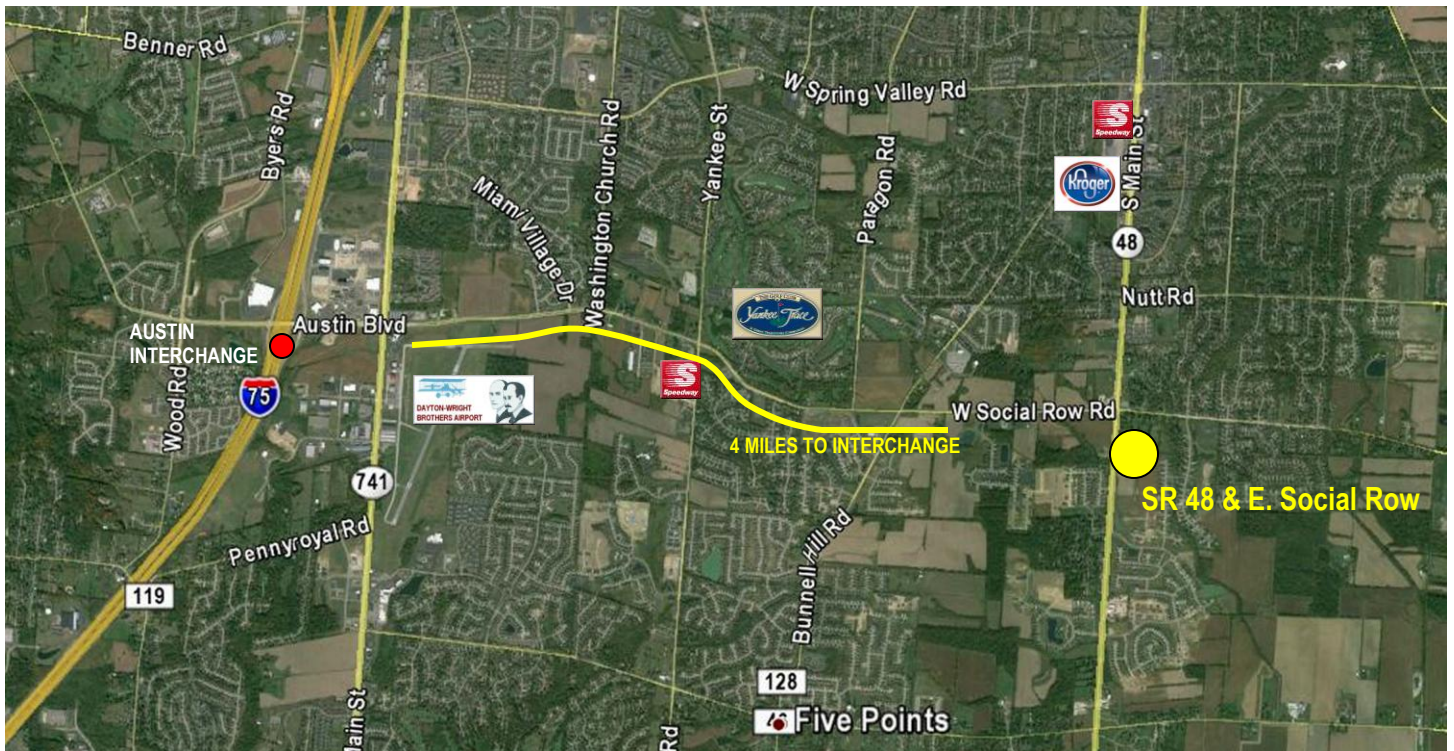 Benner Rd
Byers Rd
W Spring Valley Rd
Washington Church Rd
Yankee St
Speedway
S Main St
Kroger
Paragon Rd
Miami Village Dr
48
Nutt Rd
Yankee Trace
Austin Blvd
AUSTIN
INTERCHANGE
75
Wood Rd
DAYTON-WRIGHT
BROTHERS AIRPORT
Speedway
W Social Row Rd
4 MILES TO INTERCHANGE
SR 48 & E. Social Row
741
Pennyroyal Rd
Bunnell Hill Rd
119
128
Five Points
Main St
Rd